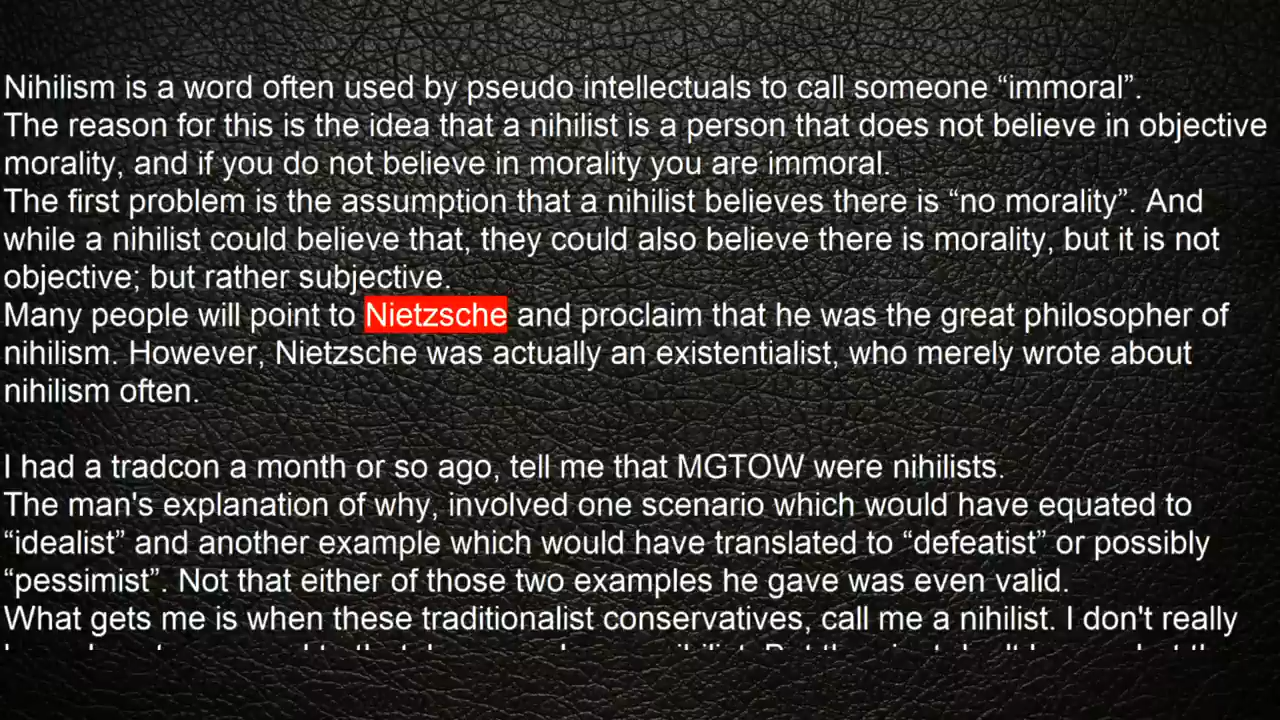 Nihilism is a word often used by pseudo intellectuals to call someone “immoral”.
The reason for this is the idea that a nihilist is a person that does not believe in objective
morality, and if you do not believe in morality you are immoral.
The first problem is the assumption that a nihilist believes there is “no morality”. And
while a nihilist could believe that, they could also believe there is morality, but it is not
objective; but rather subjective.
Many people will point to Nietzsche and proclaim that he was the great philosopher of
nihilism. However, Nietzsche was actually an existentialist, who merely wrote about
nihilism often.
I had a tradcon a month or so ago, tell me that MGTOW were nihilists.
The man's explanation of why, involved one scenario which would have equated to
“idealist” and another example which would have translated to “defeatist” or possibly
“pessimist”. Not that either of those two examples he gave was even valid.
What gets me is when these traditionalist conservatives, call me a nihilist. I don't really